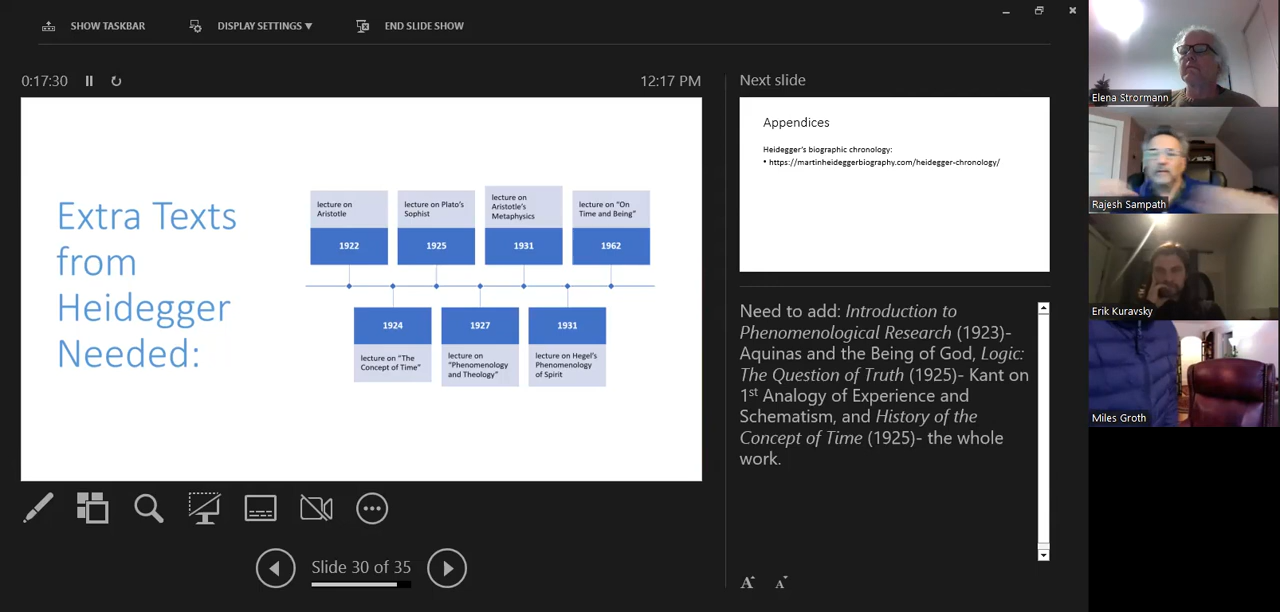 SHOW TASKBAR
DISPLAY SETTINGS ▼
END SLIDE SHOW
0:17:30
12:17 PM
Extra Texts
from
Heidegger
Needed:
lecture on
Aristotle
1922
lecture on Plato's
Sophist
1925
lecture on
Aristotle's
Metaphysics
1931
lecture on "On
Time and Being"
1962
1924
lecture on "The
Concept of Time"
1927
lecture on
"Phenomenology
and Theology"
1931
lecture on Hegel's
Phenomenology
of Spirit
Slide 30 of 35
Next slide
Appendices
Heidegger's biographic chronology:
• https://martinheideggerbiography.com/heidegger-chronology/
Need to add: Introduction to
Phenomenological Research (1923)-
Aquinas and the Being of God, Logic:
The Question of Truth (1925)- Kant on
1st Analogy of Experience and
Schematism, and History of the
Concept of Time (1925)- the whole
work.
A
A
Elena Strormann
Rajesh Sampath
Erik Kuravsky
Miles Groth